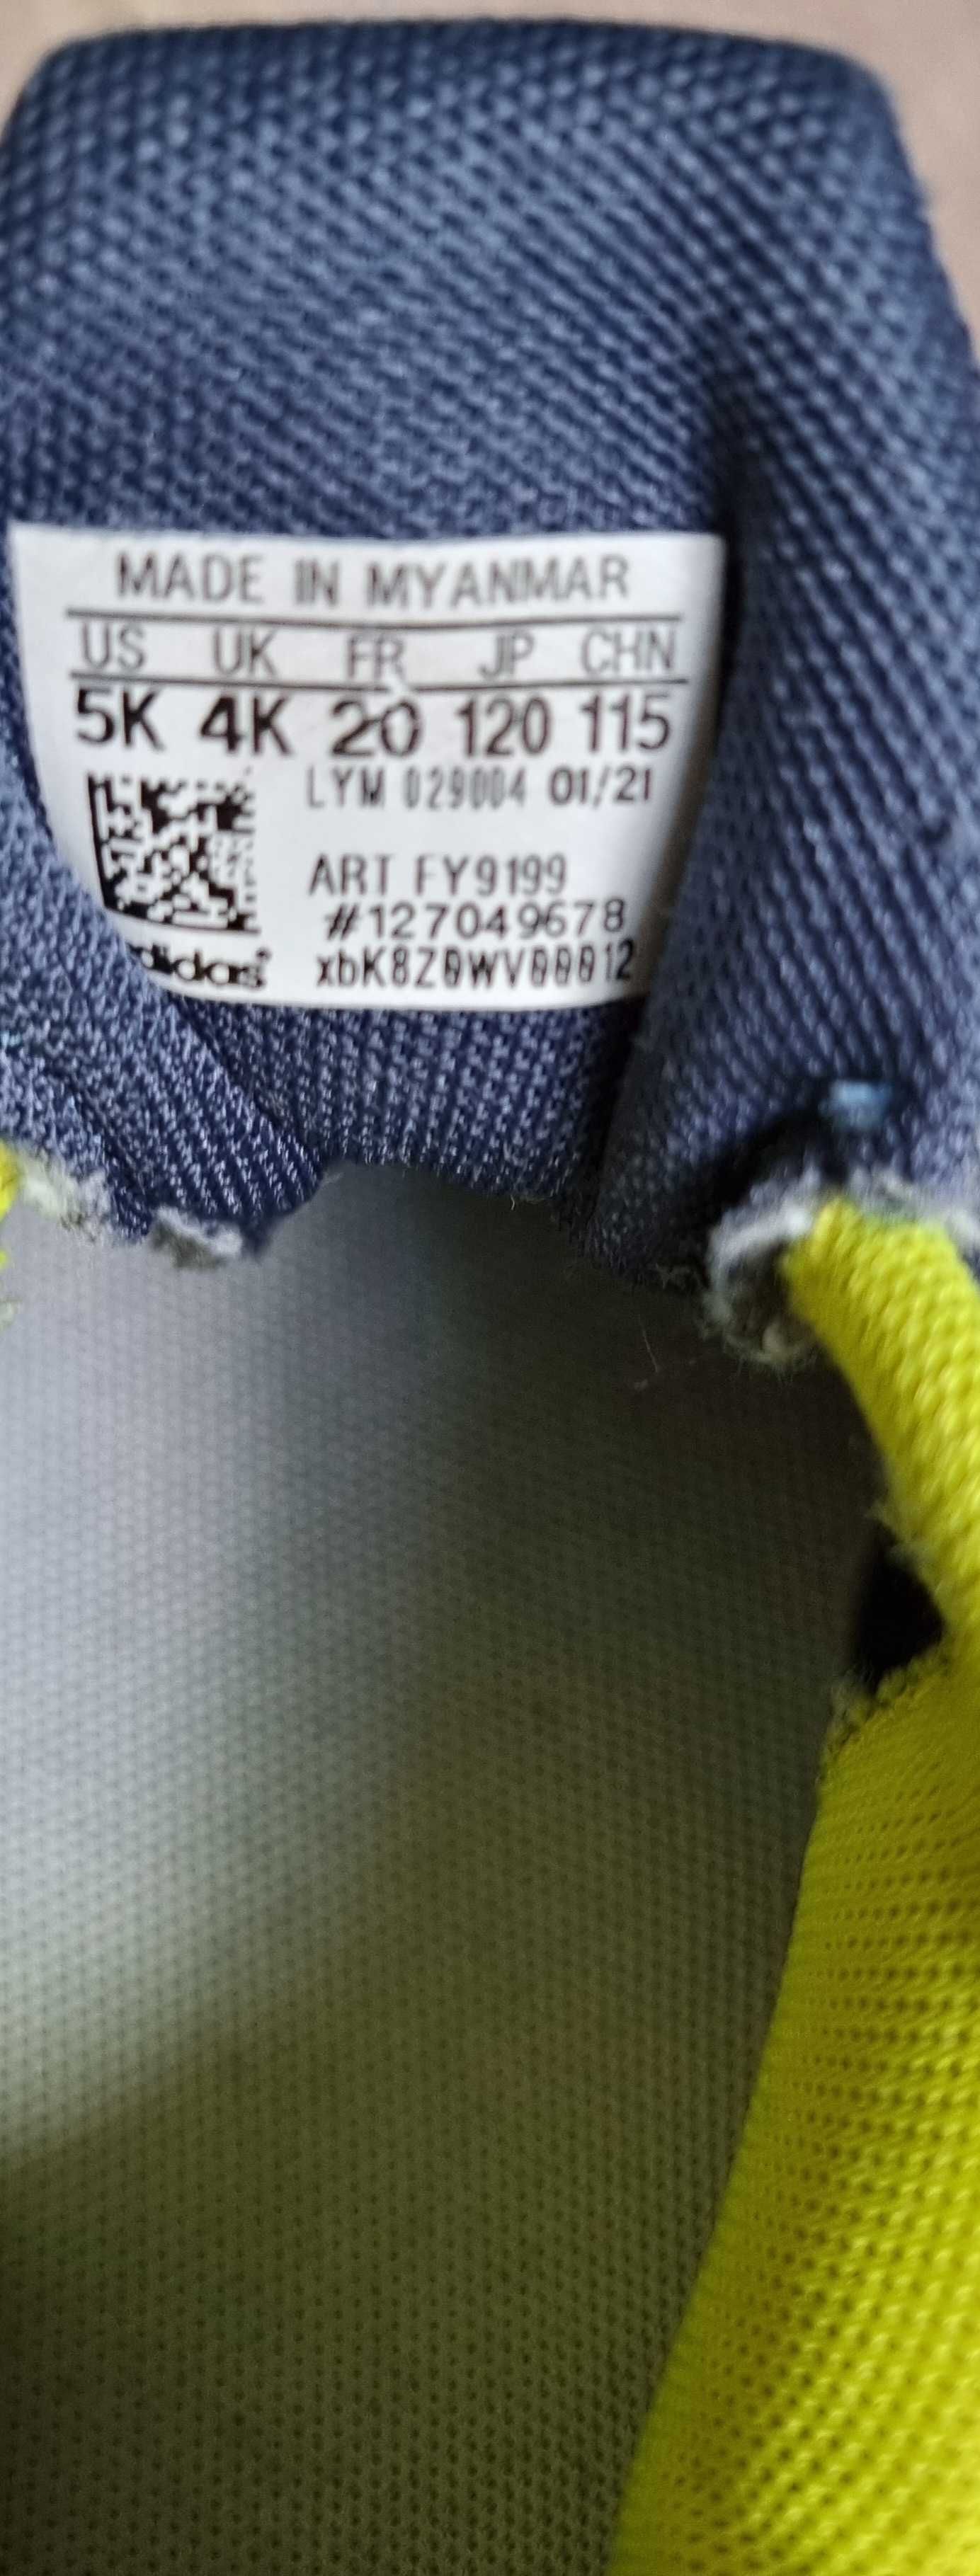 MADE IN MYANMAR
US UK FR JP CHN
5K 4K 20 120 115
LYM 029004 01/21
ART FY9199
#127049678
adidas xbK8Z0WV00012